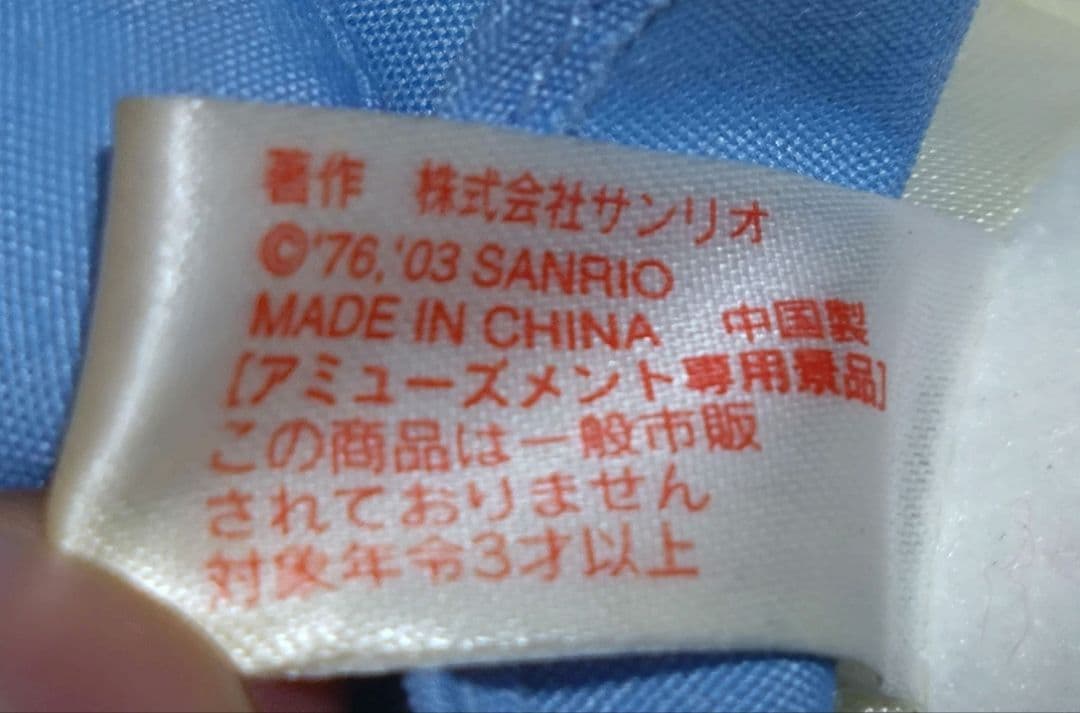 著作　株式会社サンリオ
©'76,'03 SANRIO
MADE IN CHINA　中国製
[アミューズメント専用景品]
この商品は一般市販
されておりません
対象年令3才以上